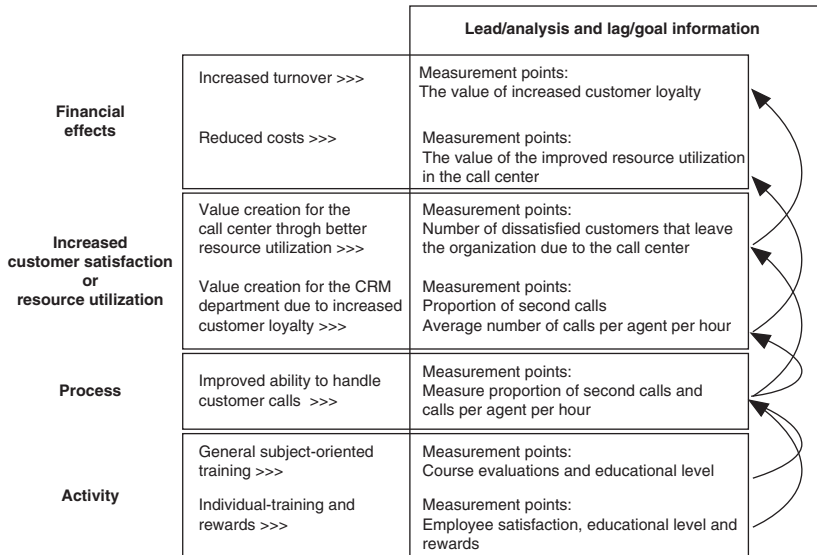 Lead/analysis and lag/goal information
Financial
effects
Increased turnover >>>
Measurement points:
The value of increased customer loyalty
Reduced costs >>>
Measurement points:
The value of the improved resource utilization
in the call center
Increased
customer satisfaction
or
resource utilization
Value creation for the
call center throgh better
resource utilization >>>
Measurement points:
Number of dissatisfied customers that leave
the organization due to the call center
Value creation for the CRM
department due to increased
customer loyalty >>>
Measurement points:
Proportion of second calls
Average number of calls per agent per hour
Process
Improved ability to handle
customer calls >>>
Measurement points:
Measure proportion of second calls and
calls per agent per hour
Activity
General subject-oriented
training >>>
Measurement points:
Course evaluations and educational level
Individual-training and
rewards >>>
Measurement points:
Employee satisfaction, educational level and
rewards